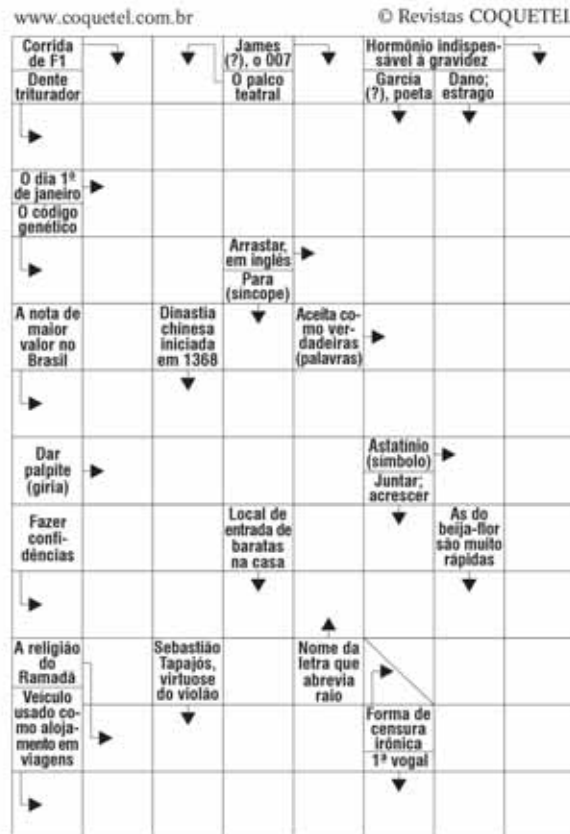 www.coquetel.com.br
© Revistas COQUETEL
Corrida
de F1
Dente
triturador
James
(?), o 007
O palco
teatral
Hormônio indispen-
sável à gravidez
García
(?), poeta
Dano;
estrago
O dia 1º
de janeiro
O código
genético
Arrastar,
em inglês
Para
(síncope)
A nota de
maior
valor no
Brasil
Dinastia
chinesa
iniciada
em 1368
Aceita co-
mo ver-
dadeiras
(palavras)
Dar
palpite
(gíria)
Astatínio
(símbolo)
Juntar;
acrescer
Fazer
confi-
dências
Local de
entrada de
baratas
na casa
As do
beija-flor
são muito
rápidas
A religião
do
Ramadã
Veículo
usado co-
mo aloja-
mento em
viagens
Sebastião
Tapajós,
virtuose
do violão
Nome da
letra que
abrevia
raio
Forma de
censura
irônica
1ª vogal